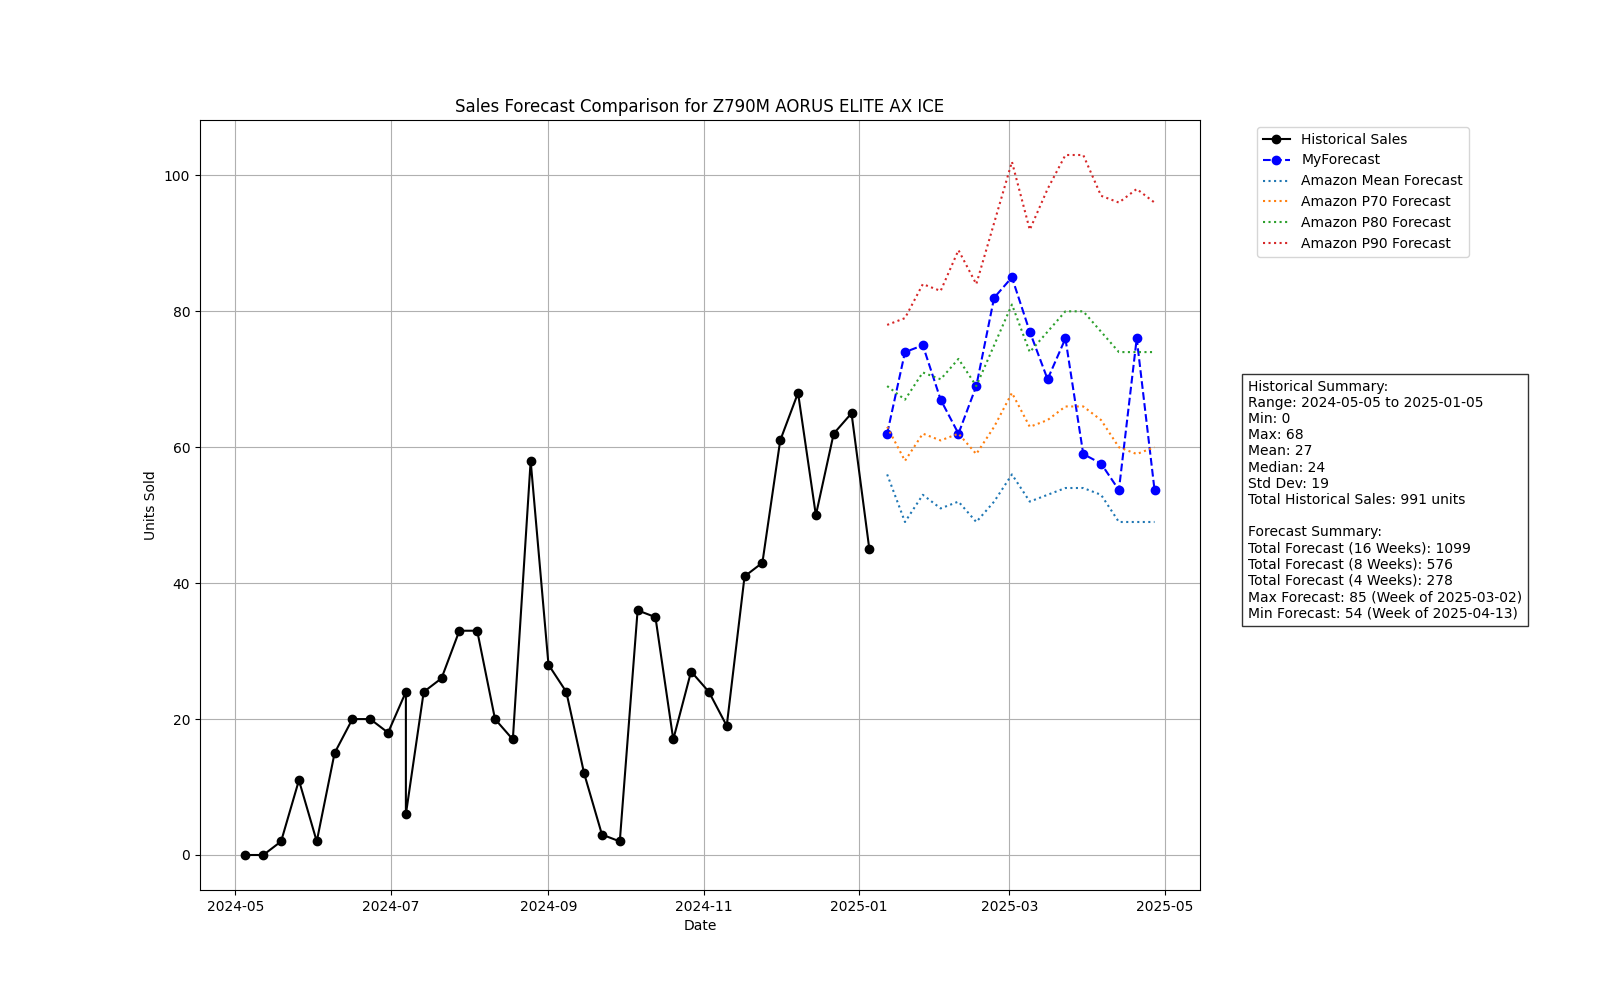 Sales Forecast Comparison for Z790M AORUS ELITE AX ICE
Historical Sales
MyForecast
Amazon Mean Forecast
Amazon P70 Forecast
Amazon P80 Forecast
Amazon P90 Forecast
100
80
60
40
20
0
Units Sold
Historical Summary:
Range: 2024-05-05 to 2025-01-05
Min: 0
Max: 68
Mean: 27
Median: 24
Std Dev: 19
Total Historical Sales: 991 units
Forecast Summary:
Total Forecast (16 Weeks): 1099
Total Forecast (8 Weeks): 576
Total Forecast (4 Weeks): 278
Max Forecast: 85 (Week of 2025-03-02)
Min Forecast: 54 (Week of 2025-04-13)
2024-05 2024-07 2024-09 2024-11 2025-01 2025-03 2025-05
Date